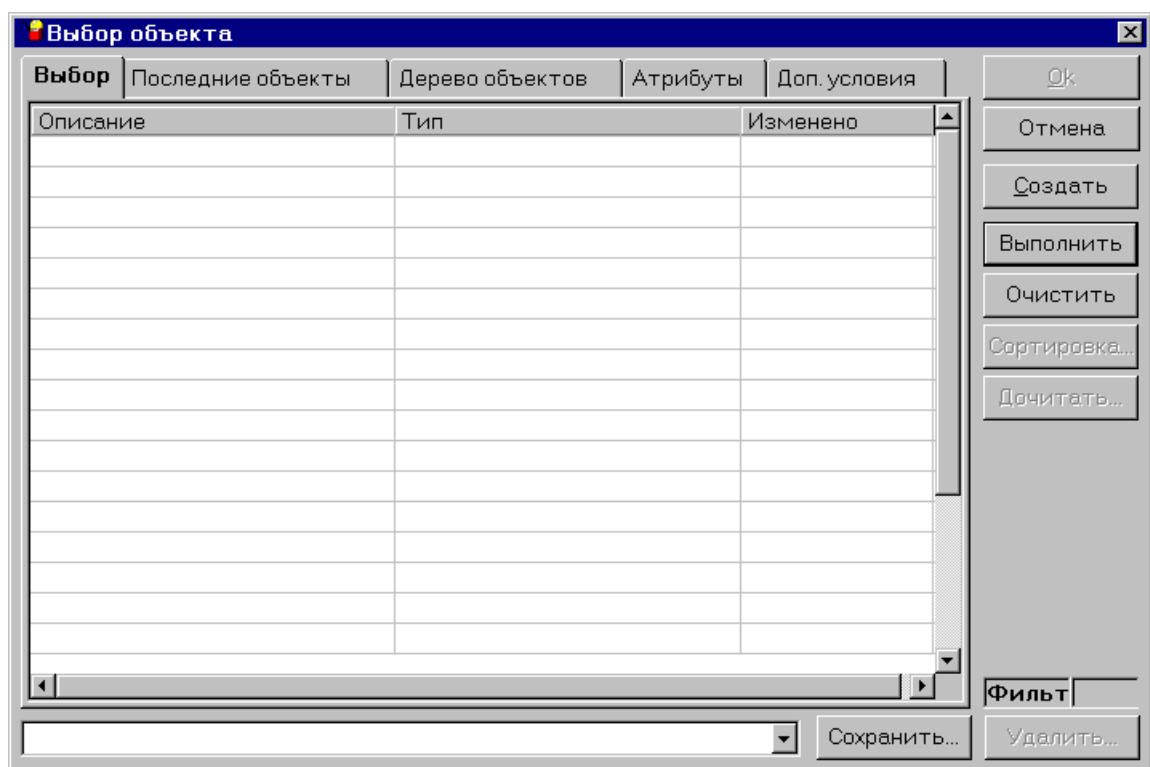 Выбор объекта
Выбор Последние объекты Дерево объектов Атрибуты Доп. условия
Описание Тип Изменено
Ok
Отмена
Создать
Выполнить
Очистить
Сортировка...
Дочитать...
Фильт
Сохранить... Удалить...